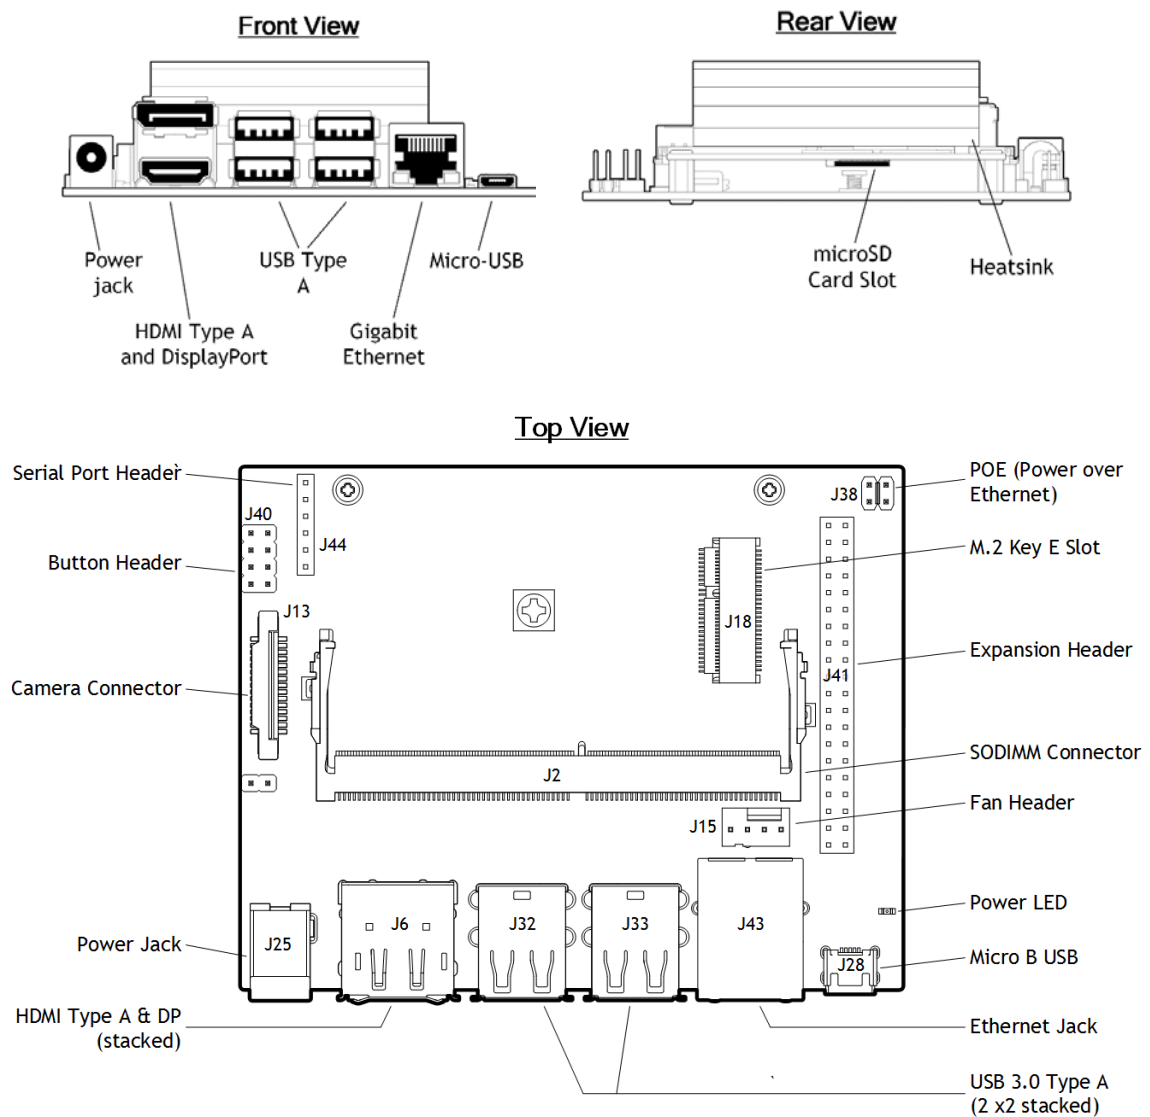 Front View
Rear View
Power
jack
USB Type
A
Micro-USB
HDMI Type A
and DisplayPort
Gigabit
Ethernet
microSD
Card Slot
Heatsink
Top View
Serial Port Header
POE (Power over
Ethernet)
J38
J40
J44
M.2 Key E Slot
Button Header
J13
J18
Expansion Header
J41
Camera Connector
SODIMM Connector
J2
Fan Header
J15
Power LED
J25
J6
J32
J33
J43
Power Jack
Micro B USB
J28
HDMI Type A & DP
(stacked)
Ethernet Jack
USB 3.0 Type A
(2 x2 stacked)